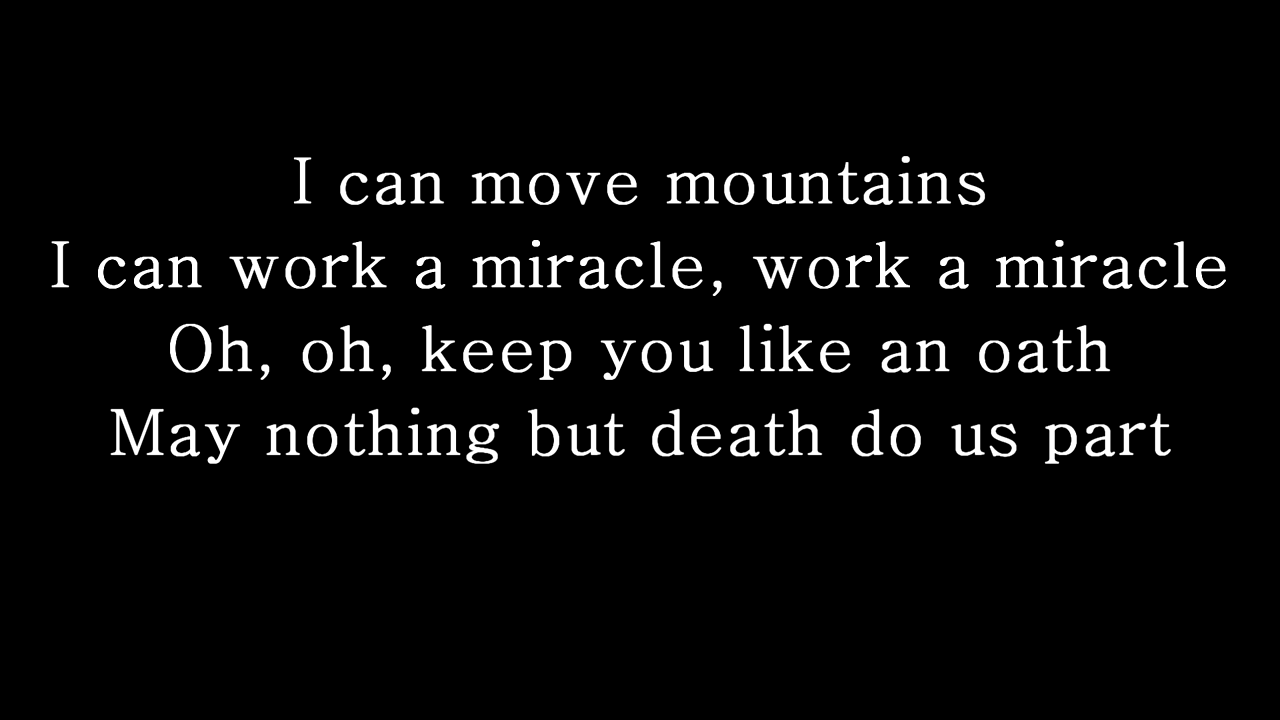 I can move mountains
I can work a miracle, work a miracle
Oh, oh, keep you like an oath
May nothing but death do us part